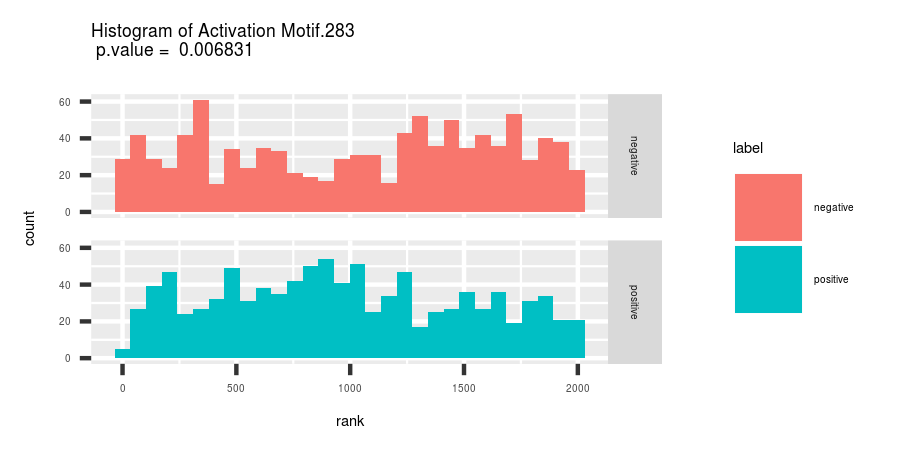 Histogram of Activation Motif.283
p.value = 0.006831
count
60
40
20
0
negative
60
40
20
0
positive
0 500 1000 1500 2000
rank
label
negative
positive